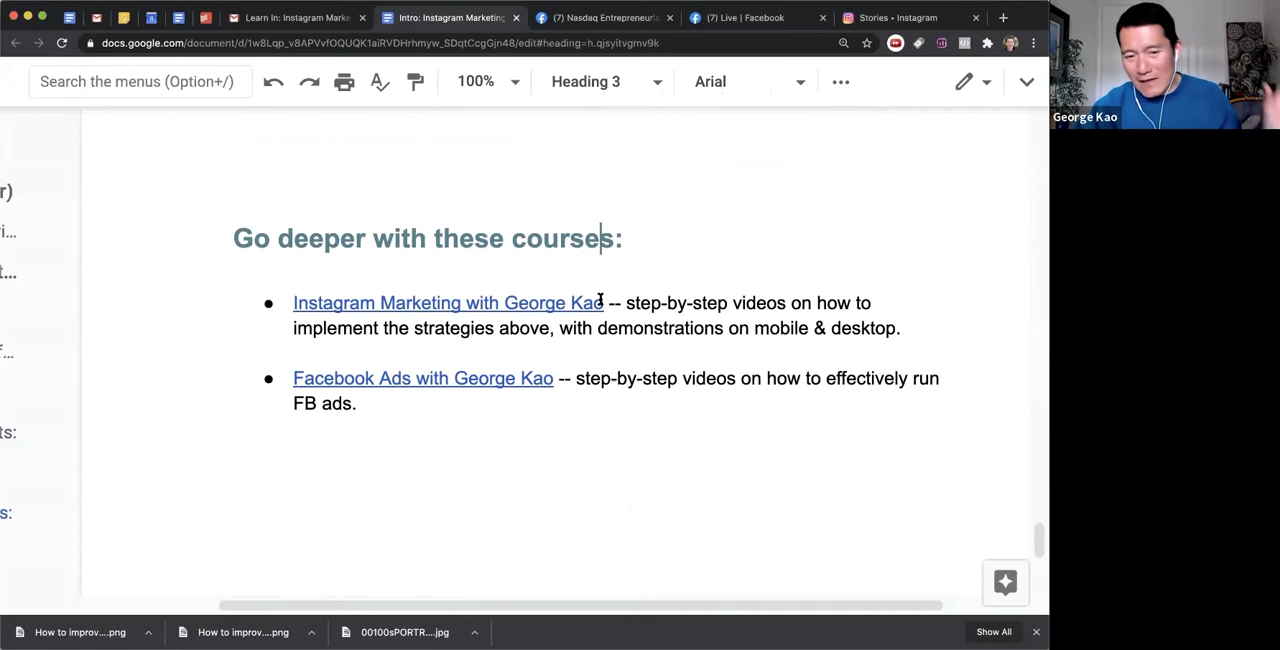 Learn In: Instagram Marke
Intro: Instagram Marketing
(7) Nasdaq Entrepreneuria
(7) Live | Facebook
Stories • Instagram
docs.google.com/document/d/1w8Lqp_v8APVvfOQUQK1aiRVDHrhmyw_SDqtCcgGjn48/edit#heading=h.qjsyitvgmv9k
Search the menus (Option+/)
100%
Heading 3
Arial
George Kao
r)
ri...
t...
f...
ts:
s:
Go deeper with these courses:
● Instagram Marketing with George Kao -- step-by-step videos on how to
implement the strategies above, with demonstrations on mobile & desktop.
● Facebook Ads with George Kao -- step-by-step videos on how to effectively run
FB ads.
How to improv....png
How to improv....png
00100sPORTR....jpg
Show All